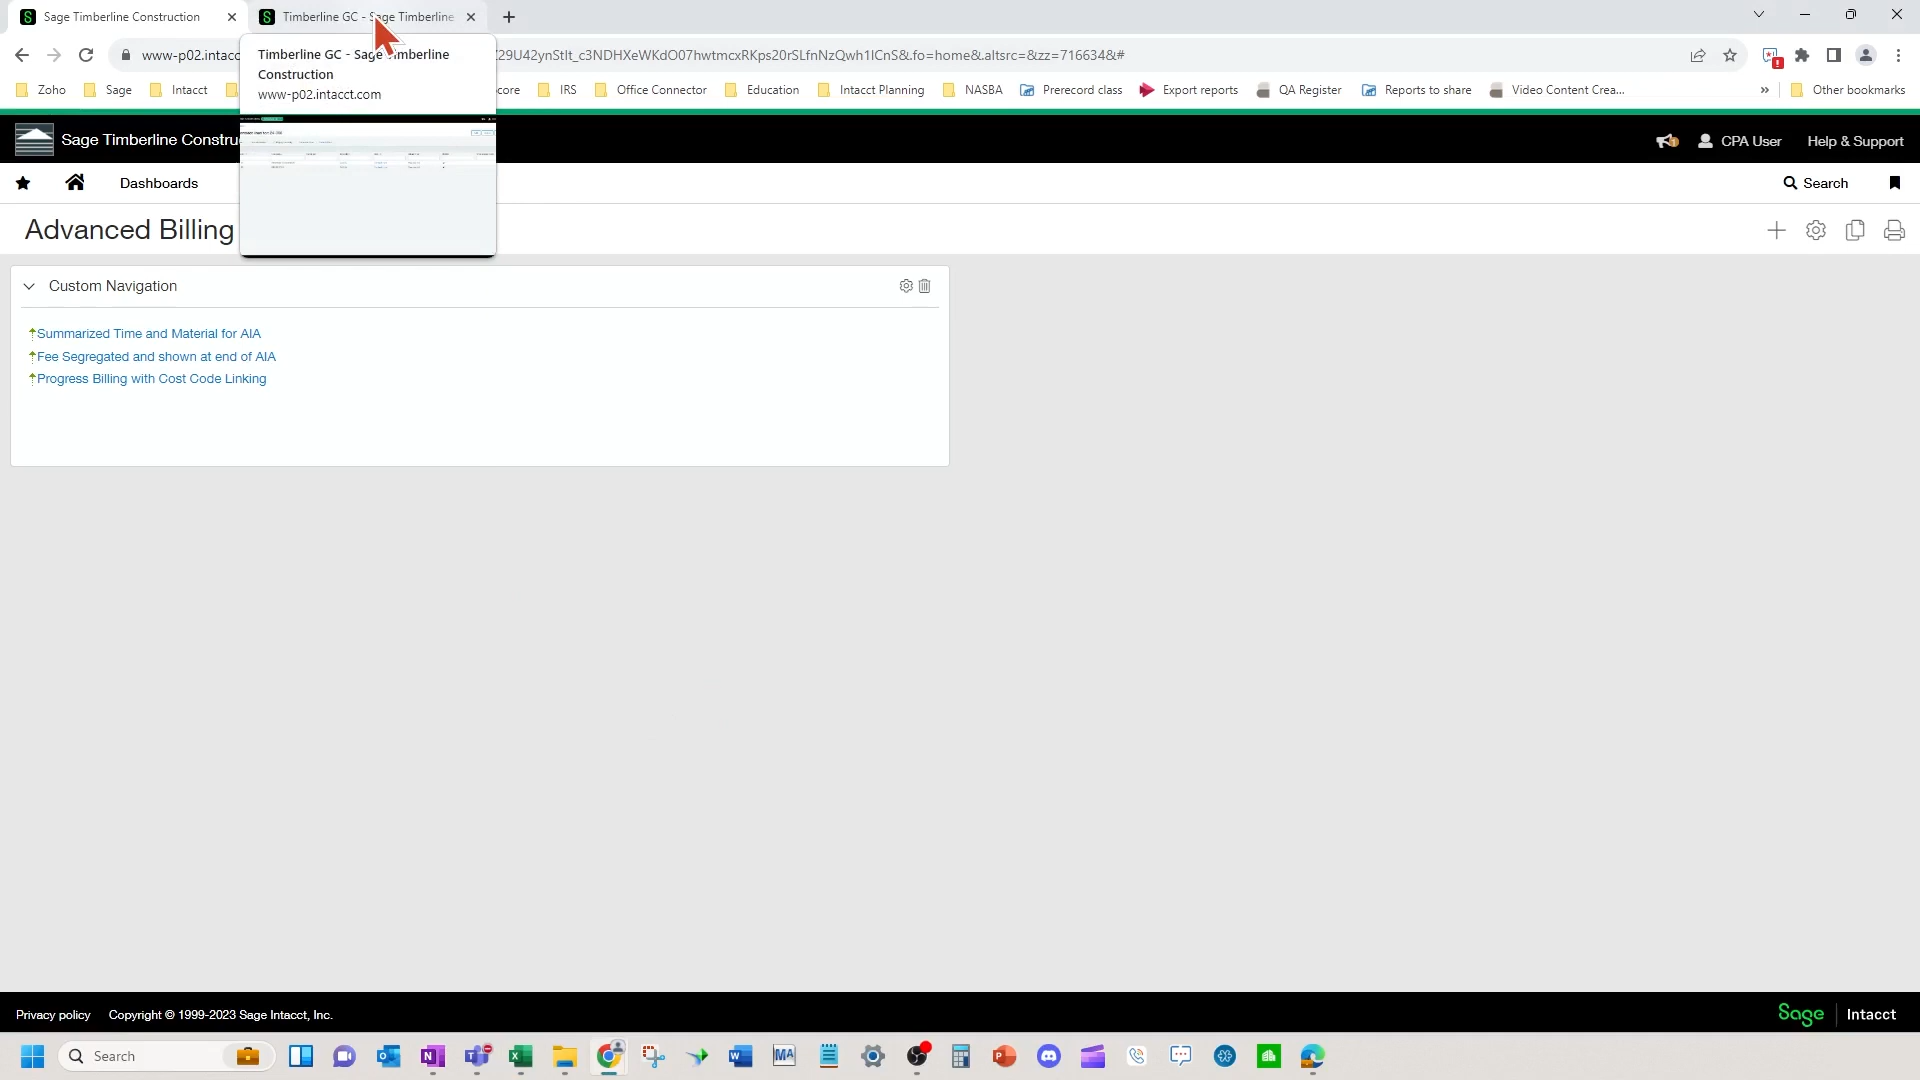 Sage Timberline Construction
Timberline GC - Sage Timberline
www-p02.intacc
Z9U42ynStIt_c3NDHXeWKdO07hwtmcxRKps20rSLfnNzQwh1ICnS&.fo=home&.altsrc=&zz=716634&#
Timberline GC - Sage Timberline
Construction
www-p02.intacct.com
Zoho
Sage
Intacct
core
IRS
Office Connector
Education
Intacct Planning
NASBA
Prerecord class
Export reports
QA Register
Reports to share
Video Content Crea...
»
Other bookmarks
Sage Timberline Constru
CPA User
Help & Support
Dashboards
Search
Advanced Billing
Custom Navigation
Summarized Time and Material for AIA
Fee Segregated and shown at end of AIA
Progress Billing with Cost Code Linking
Privacy policy
Copyright © 1999-2023 Sage Intacct, Inc.
Sage
Intacct
Search